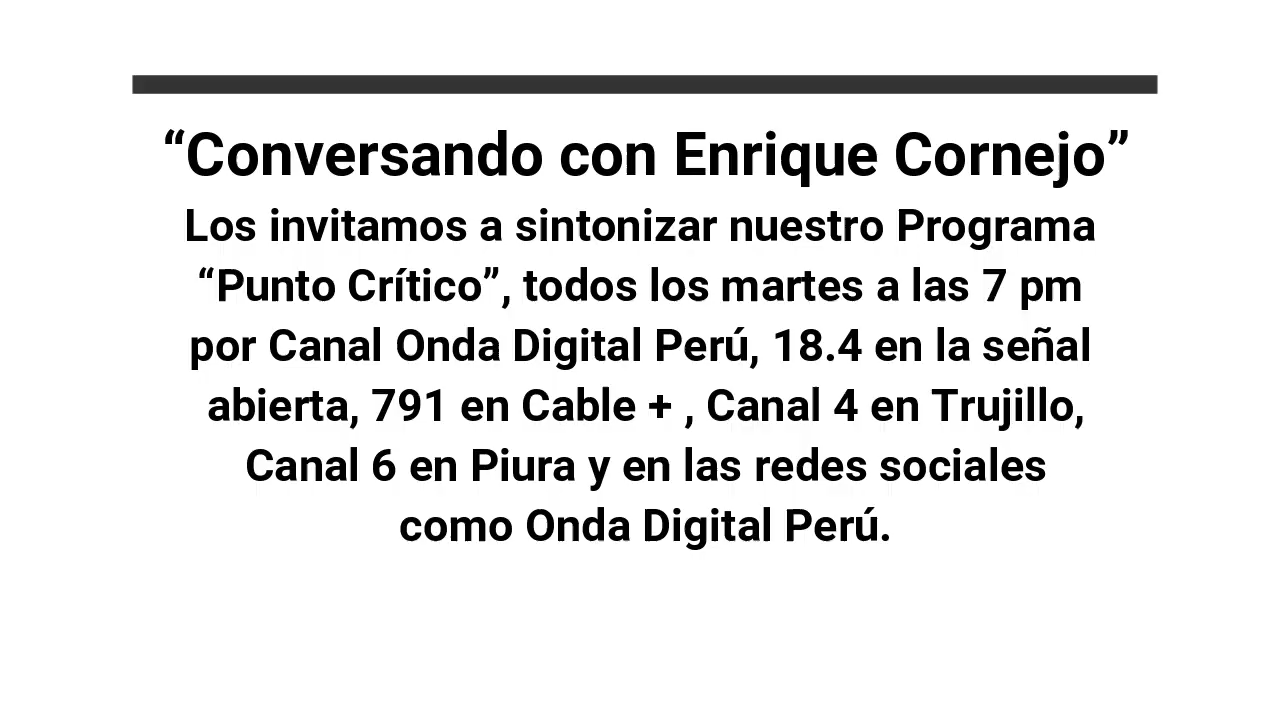 “Conversando con Enrique Cornejo”
Los invitamos a sintonizar nuestro Programa
“Punto Crítico”, todos los martes a las 7 pm
por Canal Onda Digital Perú, 18.4 en la señal
abierta, 791 en Cable + , Canal 4 en Trujillo,
Canal 6 en Piura y en las redes sociales
como Onda Digital Perú.